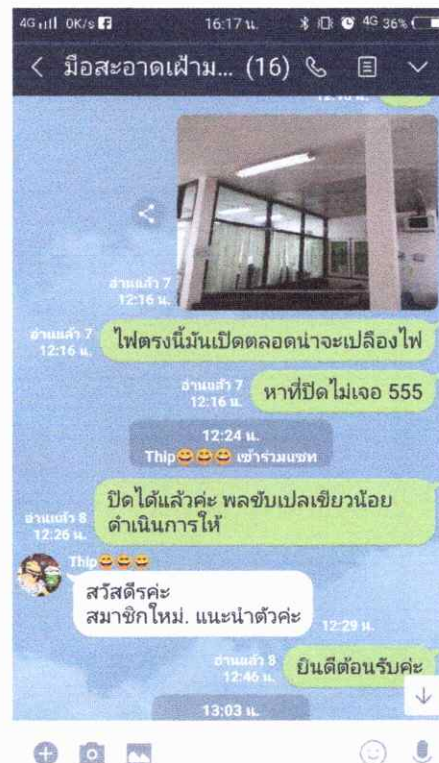 4G 0K/s 16:17 น. 4G 36%
มือสะอาดเฝ้าม... (16)
อ่านแล้ว 7
12:16 น.
อ่านแล้ว 7
12:16 น.
ไฟตรงนี้มันเปิดตลอดน่าจะเปลืองไฟ
อ่านแล้ว 7
12:16 น.
หาที่ปิดไม่เจอ 555
12:24 น.
Thip😄😄😄 เข้าร่วมแชท
ปิดได้แล้วค่ะ พลขับเปลเขียวน้อย
ดำเนินการให้
อ่านแล้ว 8
12:26 น.
Thip😄😄😄
สวัสดีรค่ะ
สมาชิกใหม่. แนะนำตัวค่ะ
12:29 น.
อ่านแล้ว 8
12:46 น.
ยินดีต้อนรับค่ะ
13:03 น.